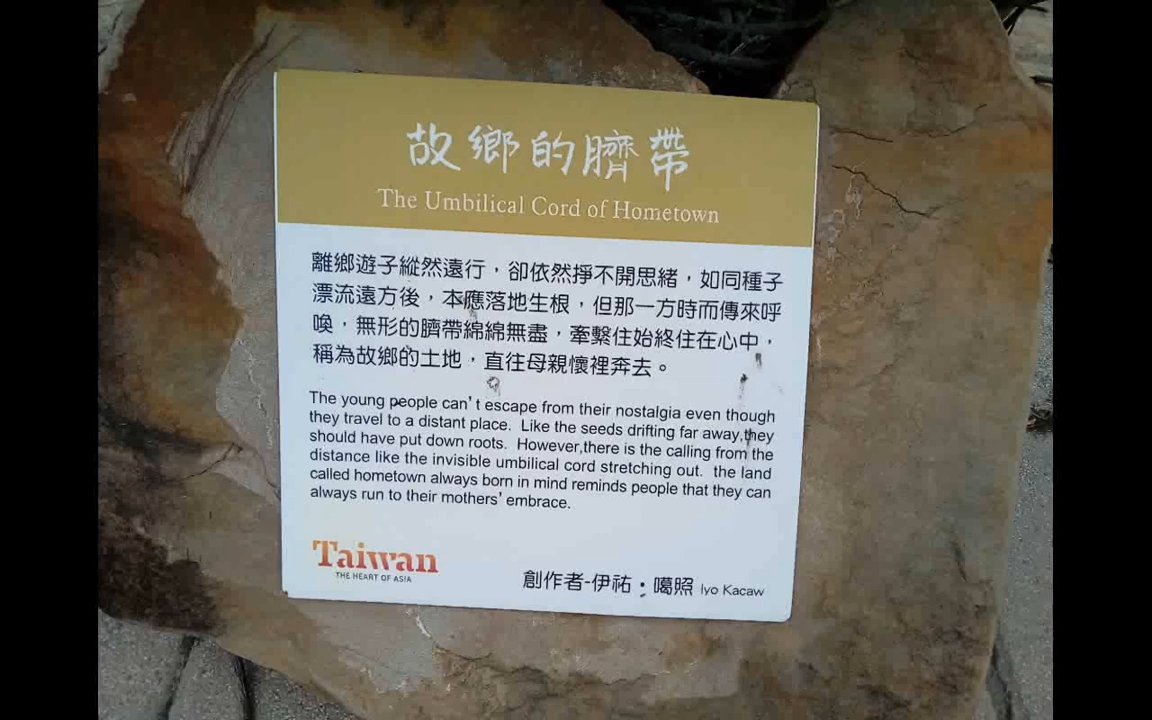 故鄉的臍帶
The Umbilical Cord of Hometown
離鄉遊子縱然遠行，卻依然掙不開思緒，如同種子
漂流遠方後，本應落地生根，但那一方時而傳來呼
喚，無形的臍帶綿綿無盡，牽繫住始終住在心中，
稱為故鄉的土地，直往母親懷裡奔去。
The young people can't escape from their nostalgia even though
they travel to a distant place. Like the seeds drifting far away,they
should have put down roots. However,there is the calling from the
distance like the invisible umbilical cord stretching out. the land
called hometown always born in mind reminds people that they can
always run to their mothers' embrace.
Taiwan
THE HEART OF ASIA
創作者-伊祐：噶照 Iyo Kacaw